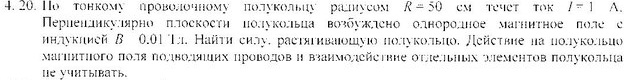 4. 20. По тонкому проволочному полукольцу радиусом R = 50 см течет ток I = 1 А.
Перпендикулярно плоскости полукольца возбуждено однородное магнитное поле с
индукцией B 0.01 Тл. Найти силу, растягивающую полукольцо. Действие на полукольцо
магнитного поля подводящих проводов и взаимодействие отдельных элементов полукольца
не учитывать.